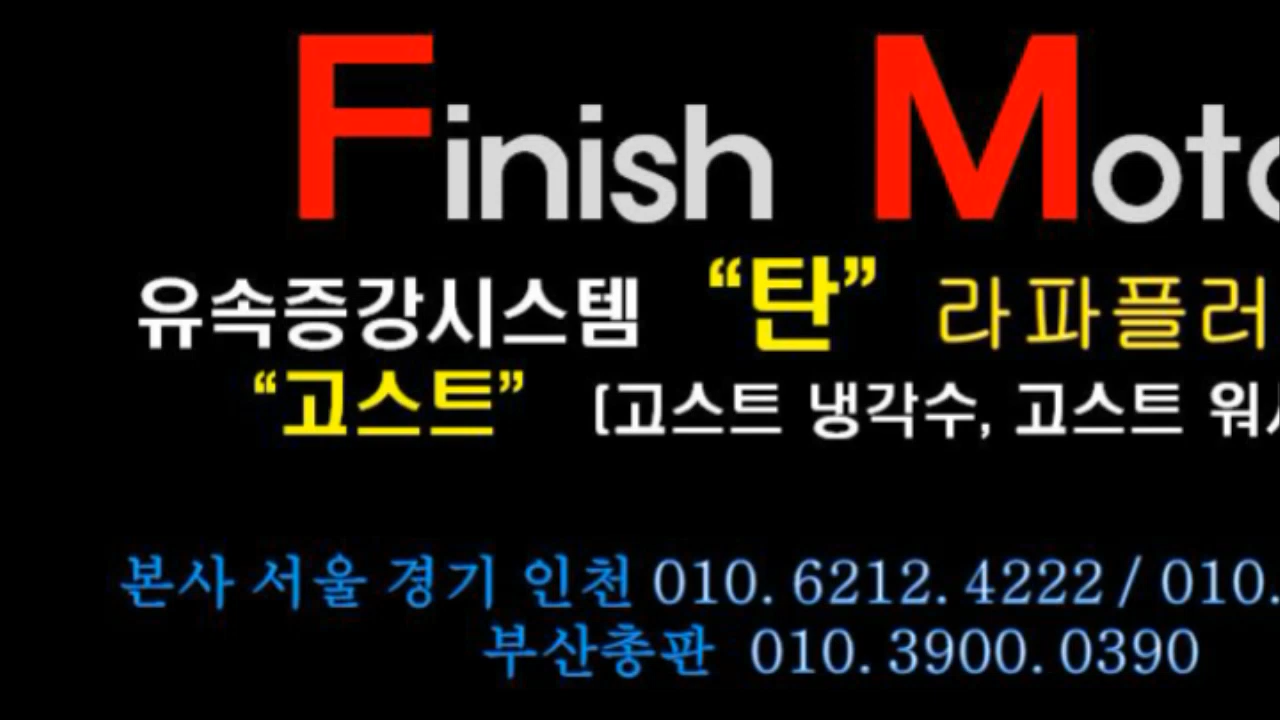 Finish Moto
유속증강시스템 “탄” 라파플러
“고스트” (고스트 냉각수, 고스트 워
본사 서울 경기 인천 010. 6212. 4222 / 010.
부산총판 010. 3900. 0390